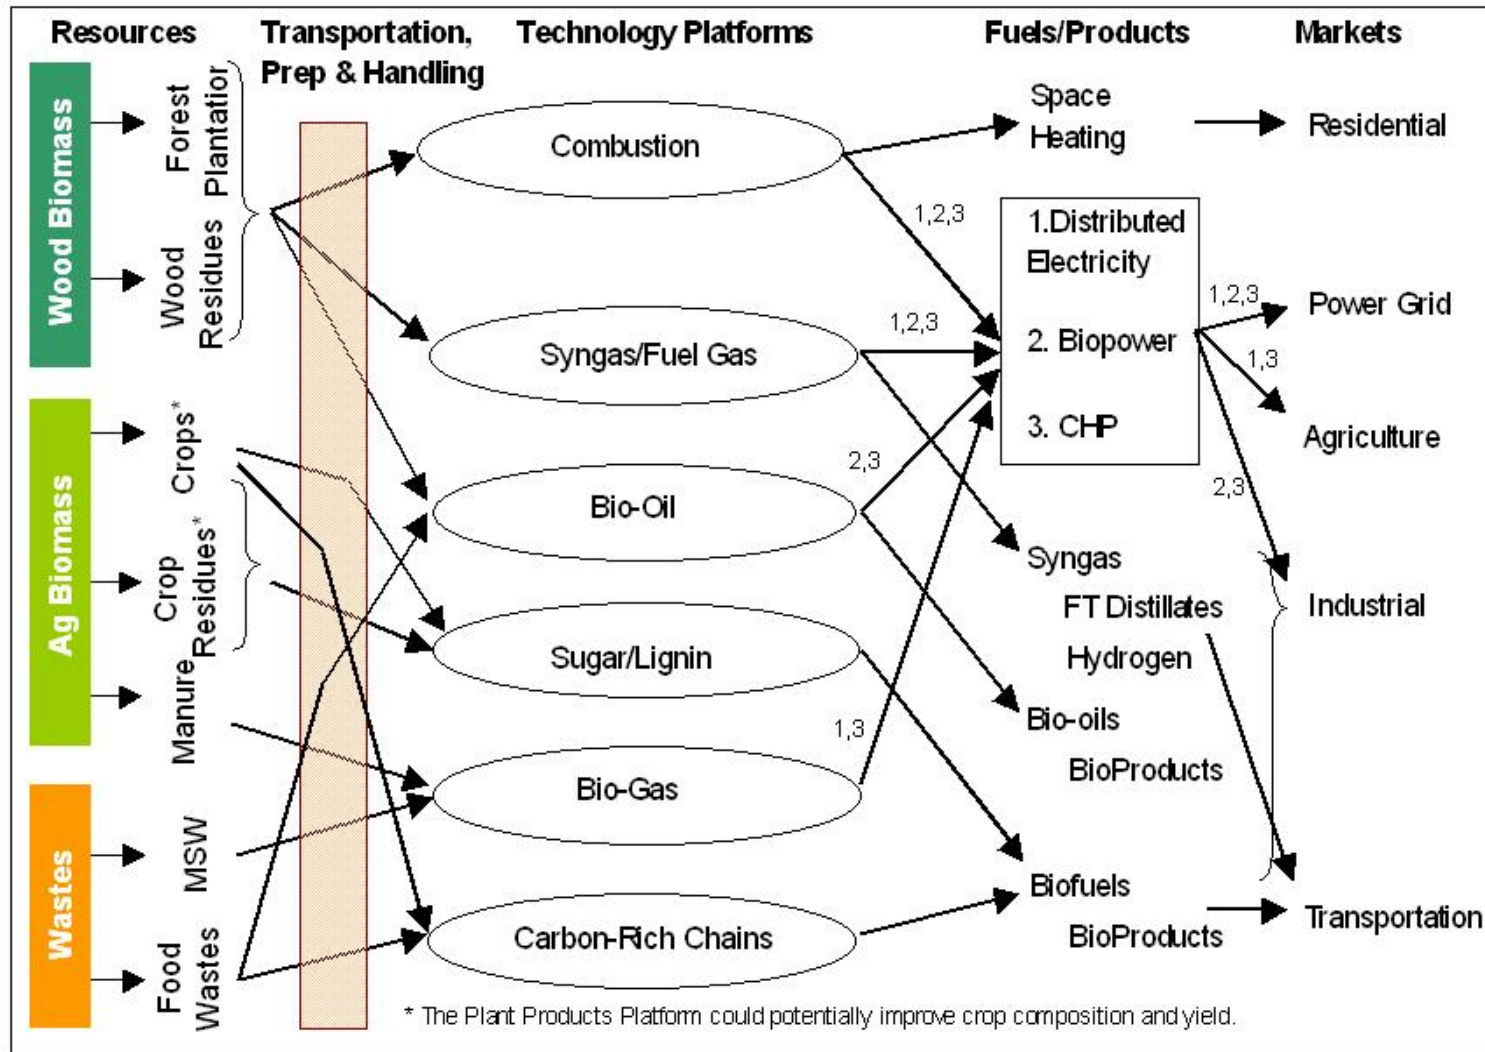 Resources
Transportation,
Prep & Handling
Technology Platforms
Fuels/Products
Markets
Wood Biomass
Forest
Plantatior
Wood
Residues
Ag Biomass
Crops*
Crop
Residues*
Manure
Wastes
MSW
Food
Wastes
Combustion
Syngas/Fuel Gas
Bio-Oil
Sugar/Lignin
Bio-Gas
Carbon-Rich Chains
1,2,3
1,2,3
2,3
1,3
Space
Heating
1.Distributed
Electricity
2. Biopower
3. CHP
Syngas
FT Distillates
Hydrogen
Bio-oils
BioProducts
Biofuels
BioProducts
1,2,3
1,3
2,3
Residential
Power Grid
Agriculture
Industrial
Transportation
* The Plant Products Platform could potentially improve crop composition and yield.